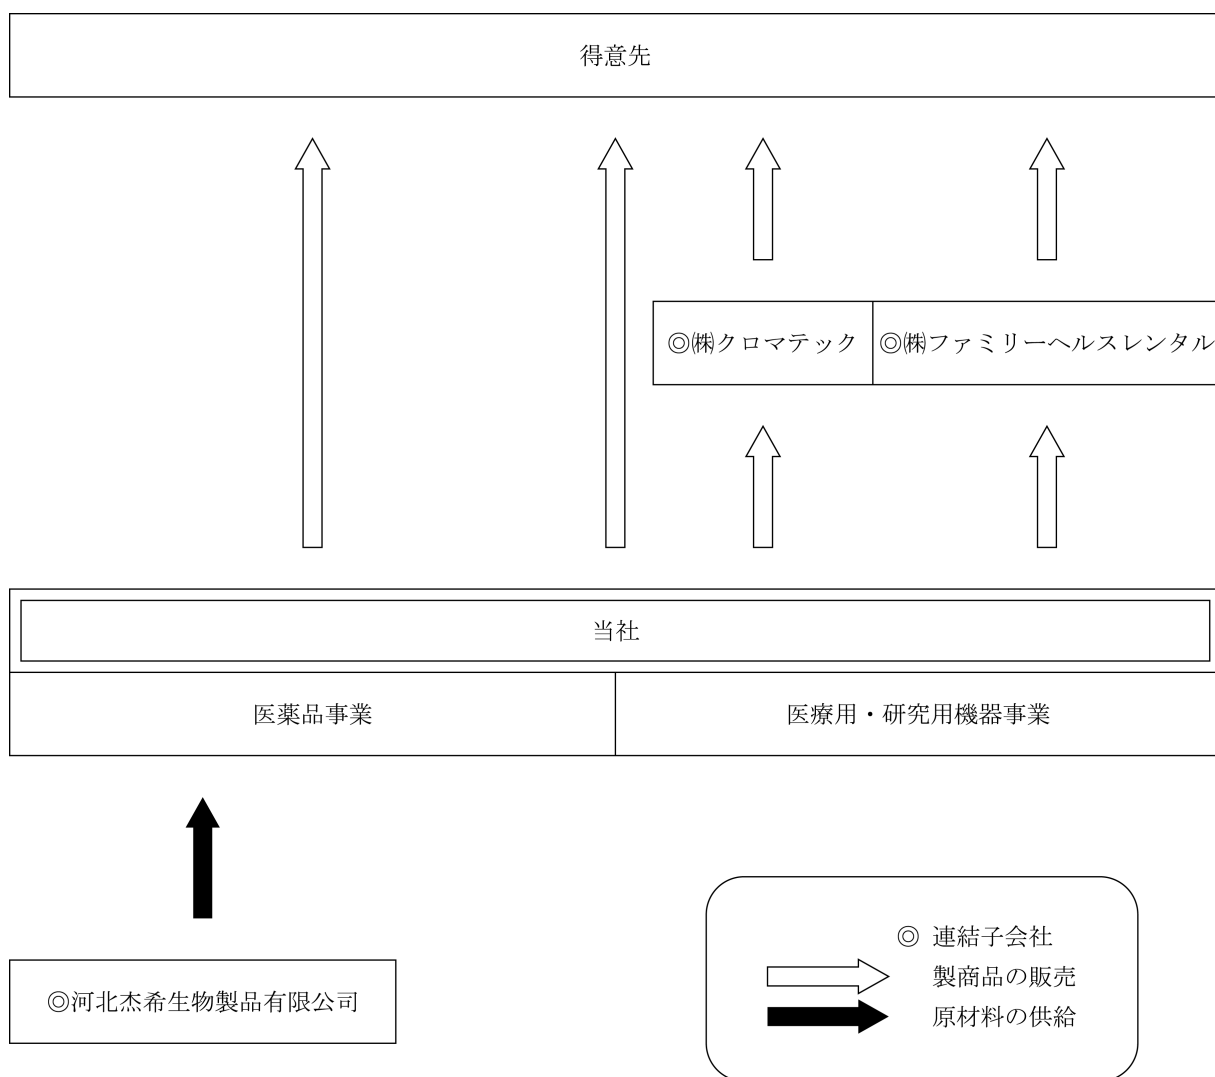 得意先
◎㈱クロマテック
◎㈱ファミリーヘルスレンタル
当社
医薬品事業
医療用・研究用機器事業
◎河北杰希生物製品有限公司
◎ 連結子会社
製商品の販売
原材料の供給